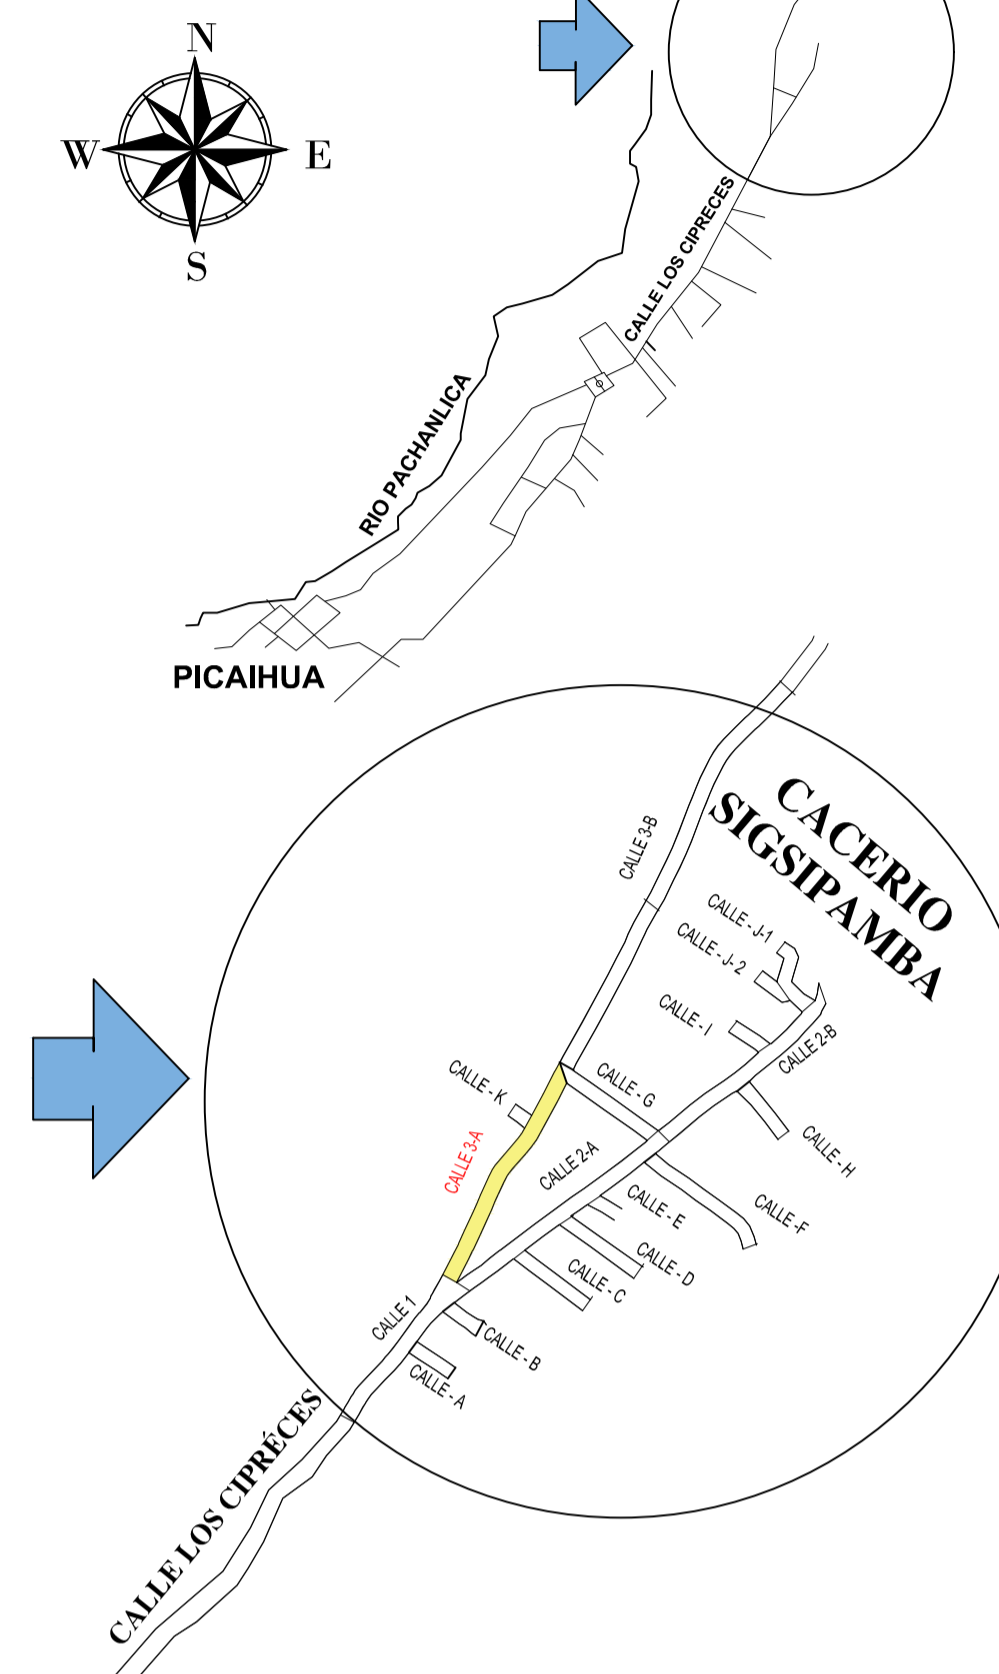 N
W
E
S
CALLE LOS CIPRECES
RIO PACHANLICA
PICAIHUA
CACERIO
SIGSIPAMBA
CALLE 3-B
CALLE - J-1
CALLE - J- 2
CALLE - I
CALLE 2-B
CALLE - G
CALLE - K
CALLE 3-A
CALLE 2-A
CALLE - H
CALLE -F
CALLE - E
CALLE - D
CALLE - C
CALLE 1
CALLE - B
CALLE - A
CALLE LOS CIPRÉCES